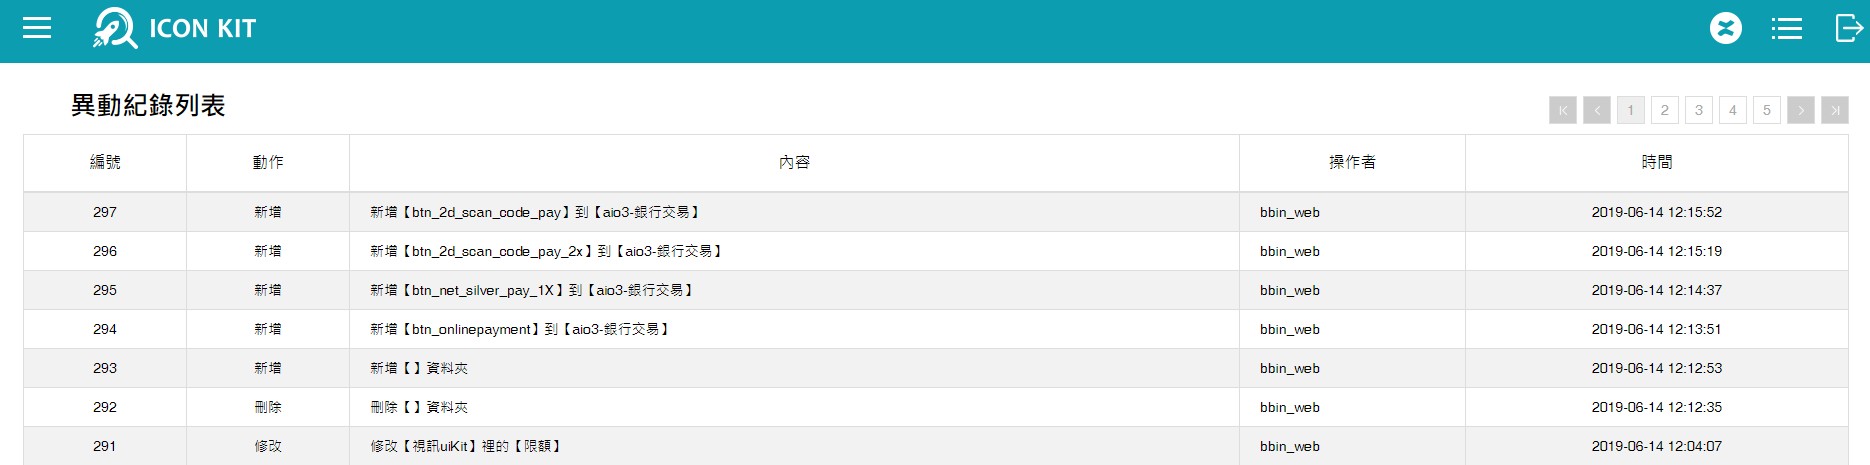 ICON KIT
異動紀錄列表
1 2 3 4 5
編號 動作 內容 操作者 時間
297 新增 新增【btn_2d_scan_code_pay】到【aio3-銀行交易】 bbin_web 2019-06-14 12:15:52
296 新增 新增【btn_2d_scan_code_pay_2x】到【aio3-銀行交易】 bbin_web 2019-06-14 12:15:19
295 新增 新增【btn_net_silver_pay_1X】到【aio3-銀行交易】 bbin_web 2019-06-14 12:14:37
294 新增 新增【btn_onlinepayment】到【aio3-銀行交易】 bbin_web 2019-06-14 12:13:51
293 新增 新增【】資料夾 bbin_web 2019-06-14 12:12:53
292 刪除 刪除【】資料夾 bbin_web 2019-06-14 12:12:35
291 修改 修改【視訊uiKit】裡的【限額】 bbin_web 2019-06-14 12:04:07